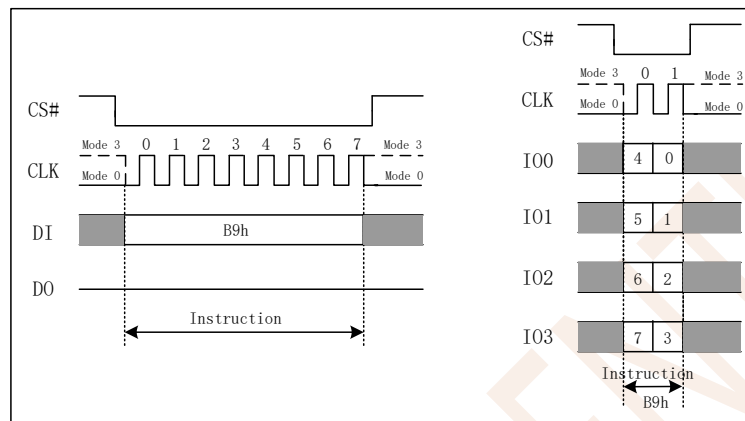 CS#
Mode 3 0 1 2 3 4 5 6 7 Mode 3
CLK
Mode 0 Mode 0
DI B9h
DO
Instruction
CS#
Mode 3 0 1 Mode 3
CLK
Mode 0 Mode 0
IO0 4 0
IO1 5 1
IO2 6 2
IO3 7 3
Instruction
B9h